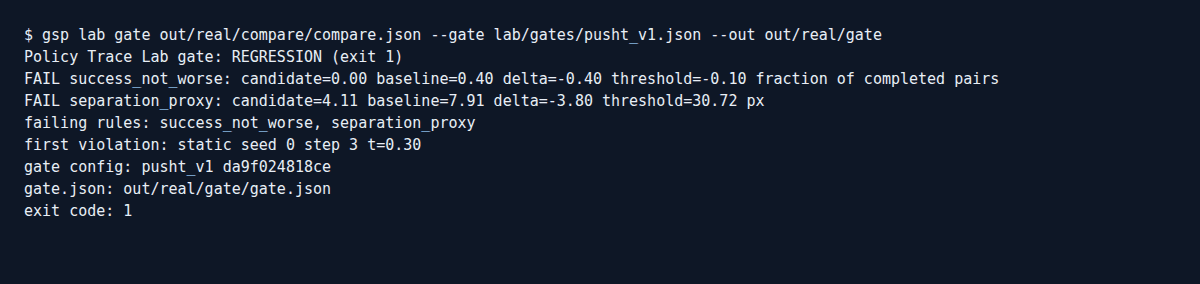 $ gsp lab gate out/real/compare/compare.json --gate lab/gates/pusht_v1.json --out out/real/gate
Policy Trace Lab gate: REGRESSION (exit 1)
FAIL success_not_worse: candidate=0.00 baseline=0.40 delta=-0.40 threshold=-0.10 fraction of completed pairs
FAIL separation_proxy: candidate=4.11 baseline=7.91 delta=-3.80 threshold=30.72 px
failing rules: success_not_worse, separation_proxy
first violation: static seed 0 step 3 t=0.30
gate config: pusht_v1 da9f024818ce
gate.json: out/real/gate/gate.json
exit code: 1